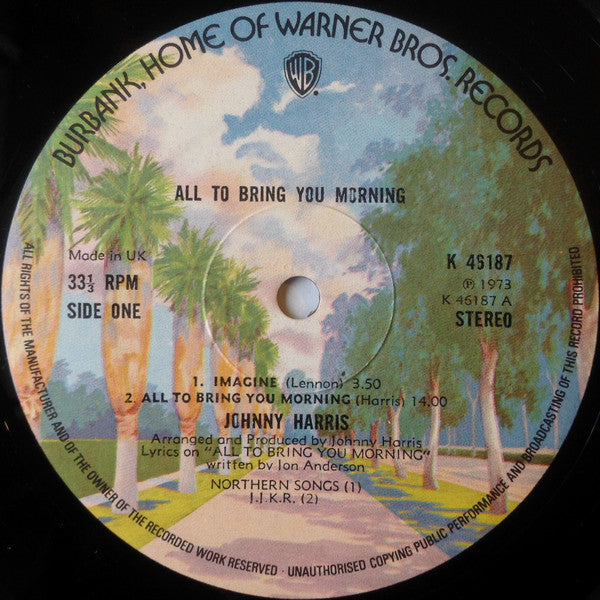 BURBANK, HOME OF WARNER BROS. RECORDS
WB
ALL TO BRING YOU MORNING
Made in UK
33⅓ RPM
SIDE ONE
K 46187
Ⓟ 1973
K 46187 A
STEREO
1. IMAGINE (Lennon) 3.50
2. ALL TO BRING YOU MORNING (Harris) 14.00
JOHNNY HARRIS
Arranged and Produced by Johnny Harris
Lyrics on "ALL TO BRING YOU MORNING"
written by Jon Anderson
NORTHERN SONGS (1)
J.J.K.R. (2)
ALL RIGHTS OF THE MANUFACTURER AND OF THE OWNER OF THE RECORDED WORK RESERVED · UNAUTHORISED COPYING PUBLIC PERFORMANCE AND BROADCASTING OF THIS RECORD PROHIBITED